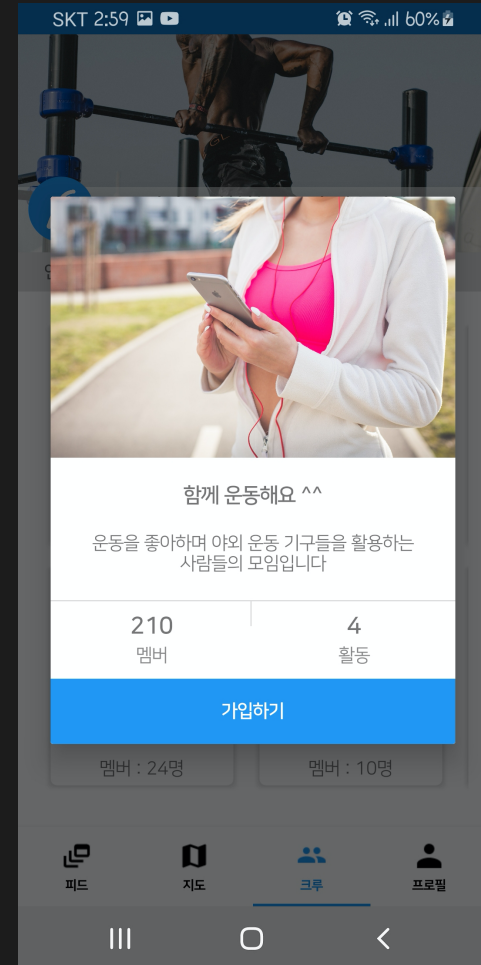 SKT 2:59
60%
함께 운동해요 ^^
운동을 좋아하며 야외 운동 기구들을 활용하는
사람들의 모임입니다
210
4
멤버
활동
가입하기
멤버 : 24명
멤버 : 10명
피드
지도
크루
프로필